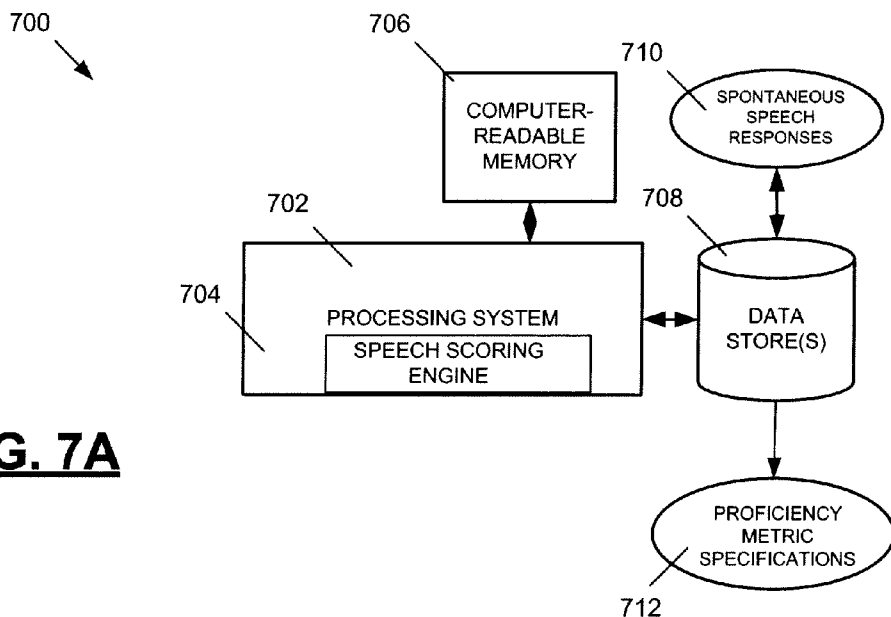 700
706
COMPUTER-
READABLE
MEMORY
710
SPONTANEOUS
SPEECH
RESPONSES
702
704
PROCESSING SYSTEM
SPEECH SCORING
ENGINE
708
DATA
STORE(S)
G. 7A
PROFICIENCY
METRIC
SPECIFICATIONS
712